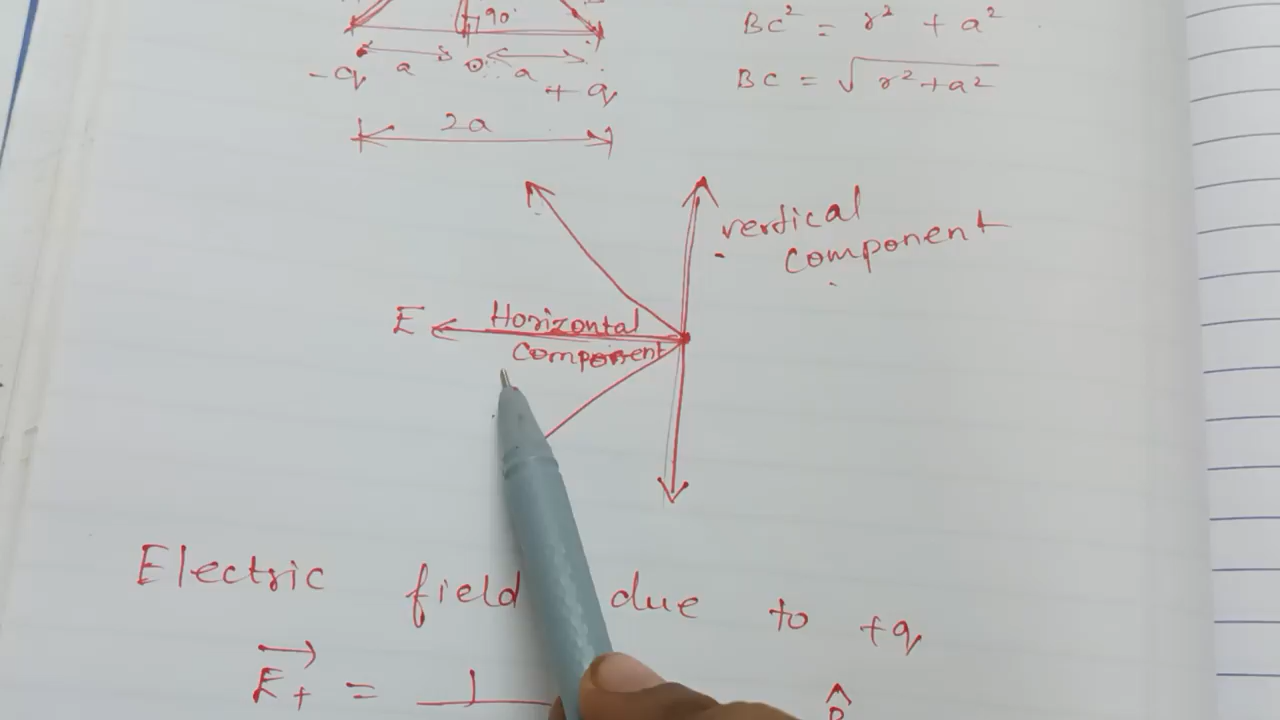 90°
BC² = r² + a²
a O a
BC = √r²+a²
-q +q
2a
vertical
component
E Horizontal
component
Electric field due to +q
E₊ = 1